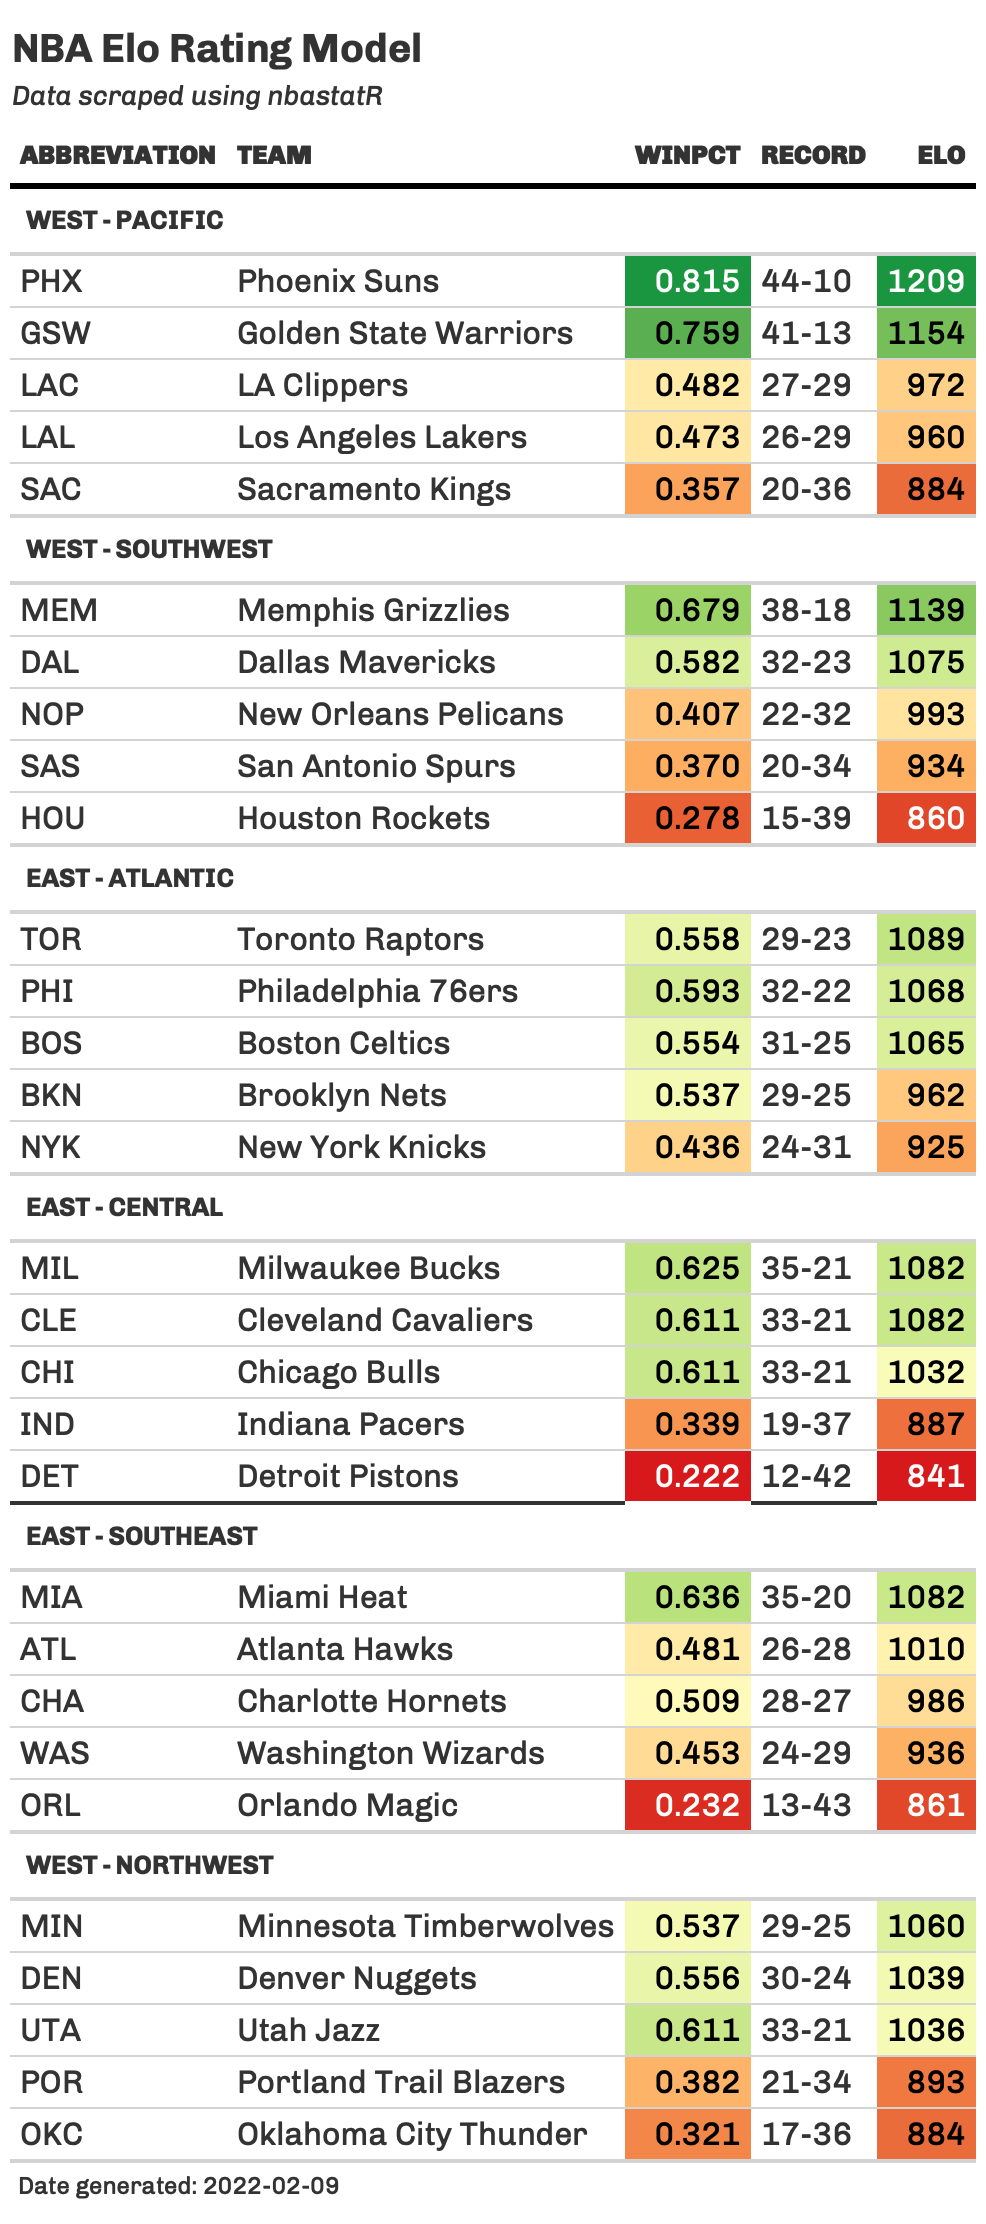 NBA Elo Rating Model
Data scraped using nbastatR
ABBREVIATION TEAM WINPCT RECORD ELO
WEST - PACIFIC
PHX Phoenix Suns 0.815 44-10 1209
GSW Golden State Warriors 0.759 41-13 1154
LAC LA Clippers 0.482 27-29 972
LAL Los Angeles Lakers 0.473 26-29 960
SAC Sacramento Kings 0.357 20-36 884
WEST - SOUTHWEST
MEM Memphis Grizzlies 0.679 38-18 1139
DAL Dallas Mavericks 0.582 32-23 1075
NOP New Orleans Pelicans 0.407 22-32 993
SAS San Antonio Spurs 0.370 20-34 934
HOU Houston Rockets 0.278 15-39 860
EAST - ATLANTIC
TOR Toronto Raptors 0.558 29-23 1089
PHI Philadelphia 76ers 0.593 32-22 1068
BOS Boston Celtics 0.554 31-25 1065
BKN Brooklyn Nets 0.537 29-25 962
NYK New York Knicks 0.436 24-31 925
EAST - CENTRAL
MIL Milwaukee Bucks 0.625 35-21 1082
CLE Cleveland Cavaliers 0.611 33-21 1082
CHI Chicago Bulls 0.611 33-21 1032
IND Indiana Pacers 0.339 19-37 887
DET Detroit Pistons 0.222 12-42 841
EAST - SOUTHEAST
MIA Miami Heat 0.636 35-20 1082
ATL Atlanta Hawks 0.481 26-28 1010
CHA Charlotte Hornets 0.509 28-27 986
WAS Washington Wizards 0.453 24-29 936
ORL Orlando Magic 0.232 13-43 861
WEST - NORTHWEST
MIN Minnesota Timberwolves 0.537 29-25 1060
DEN Denver Nuggets 0.556 30-24 1039
UTA Utah Jazz 0.611 33-21 1036
POR Portland Trail Blazers 0.382 21-34 893
OKC Oklahoma City Thunder 0.321 17-36 884
Date generated: 2022-02-09